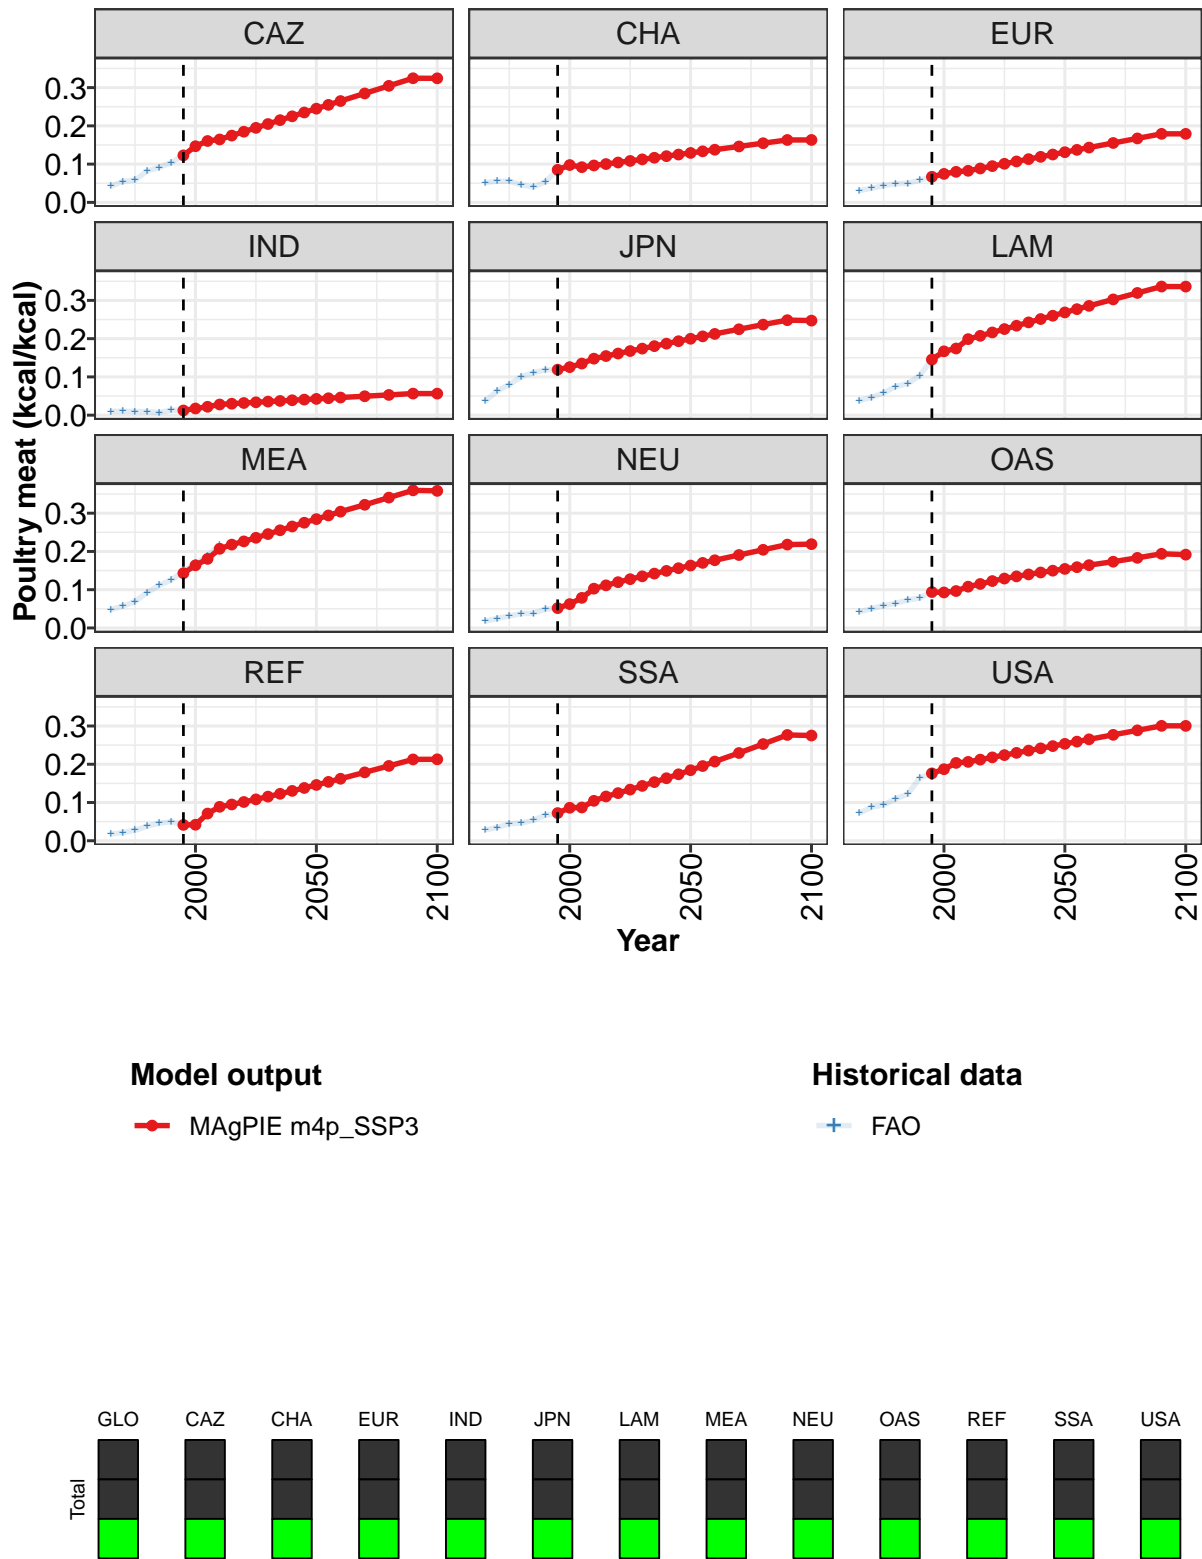 CAZ CHA EUR
0.3
0.2
0.1
0.0
IND JPN LAM
0.3
0.2
0.1
0.0
MEA NEU OAS
0.3
0.2
0.1
0.0
REF SSA USA
0.3
0.2
0.1
0.0
Poultry meat (kcal/kcal)
2000 2050 2100 2000 2050 2100 2000 2050 2100
Year
Model output
MAgPIE m4p_SSP3
Historical data
FAO
GLO CAZ CHA EUR IND JPN LAM MEA NEU OAS REF SSA USA
Total